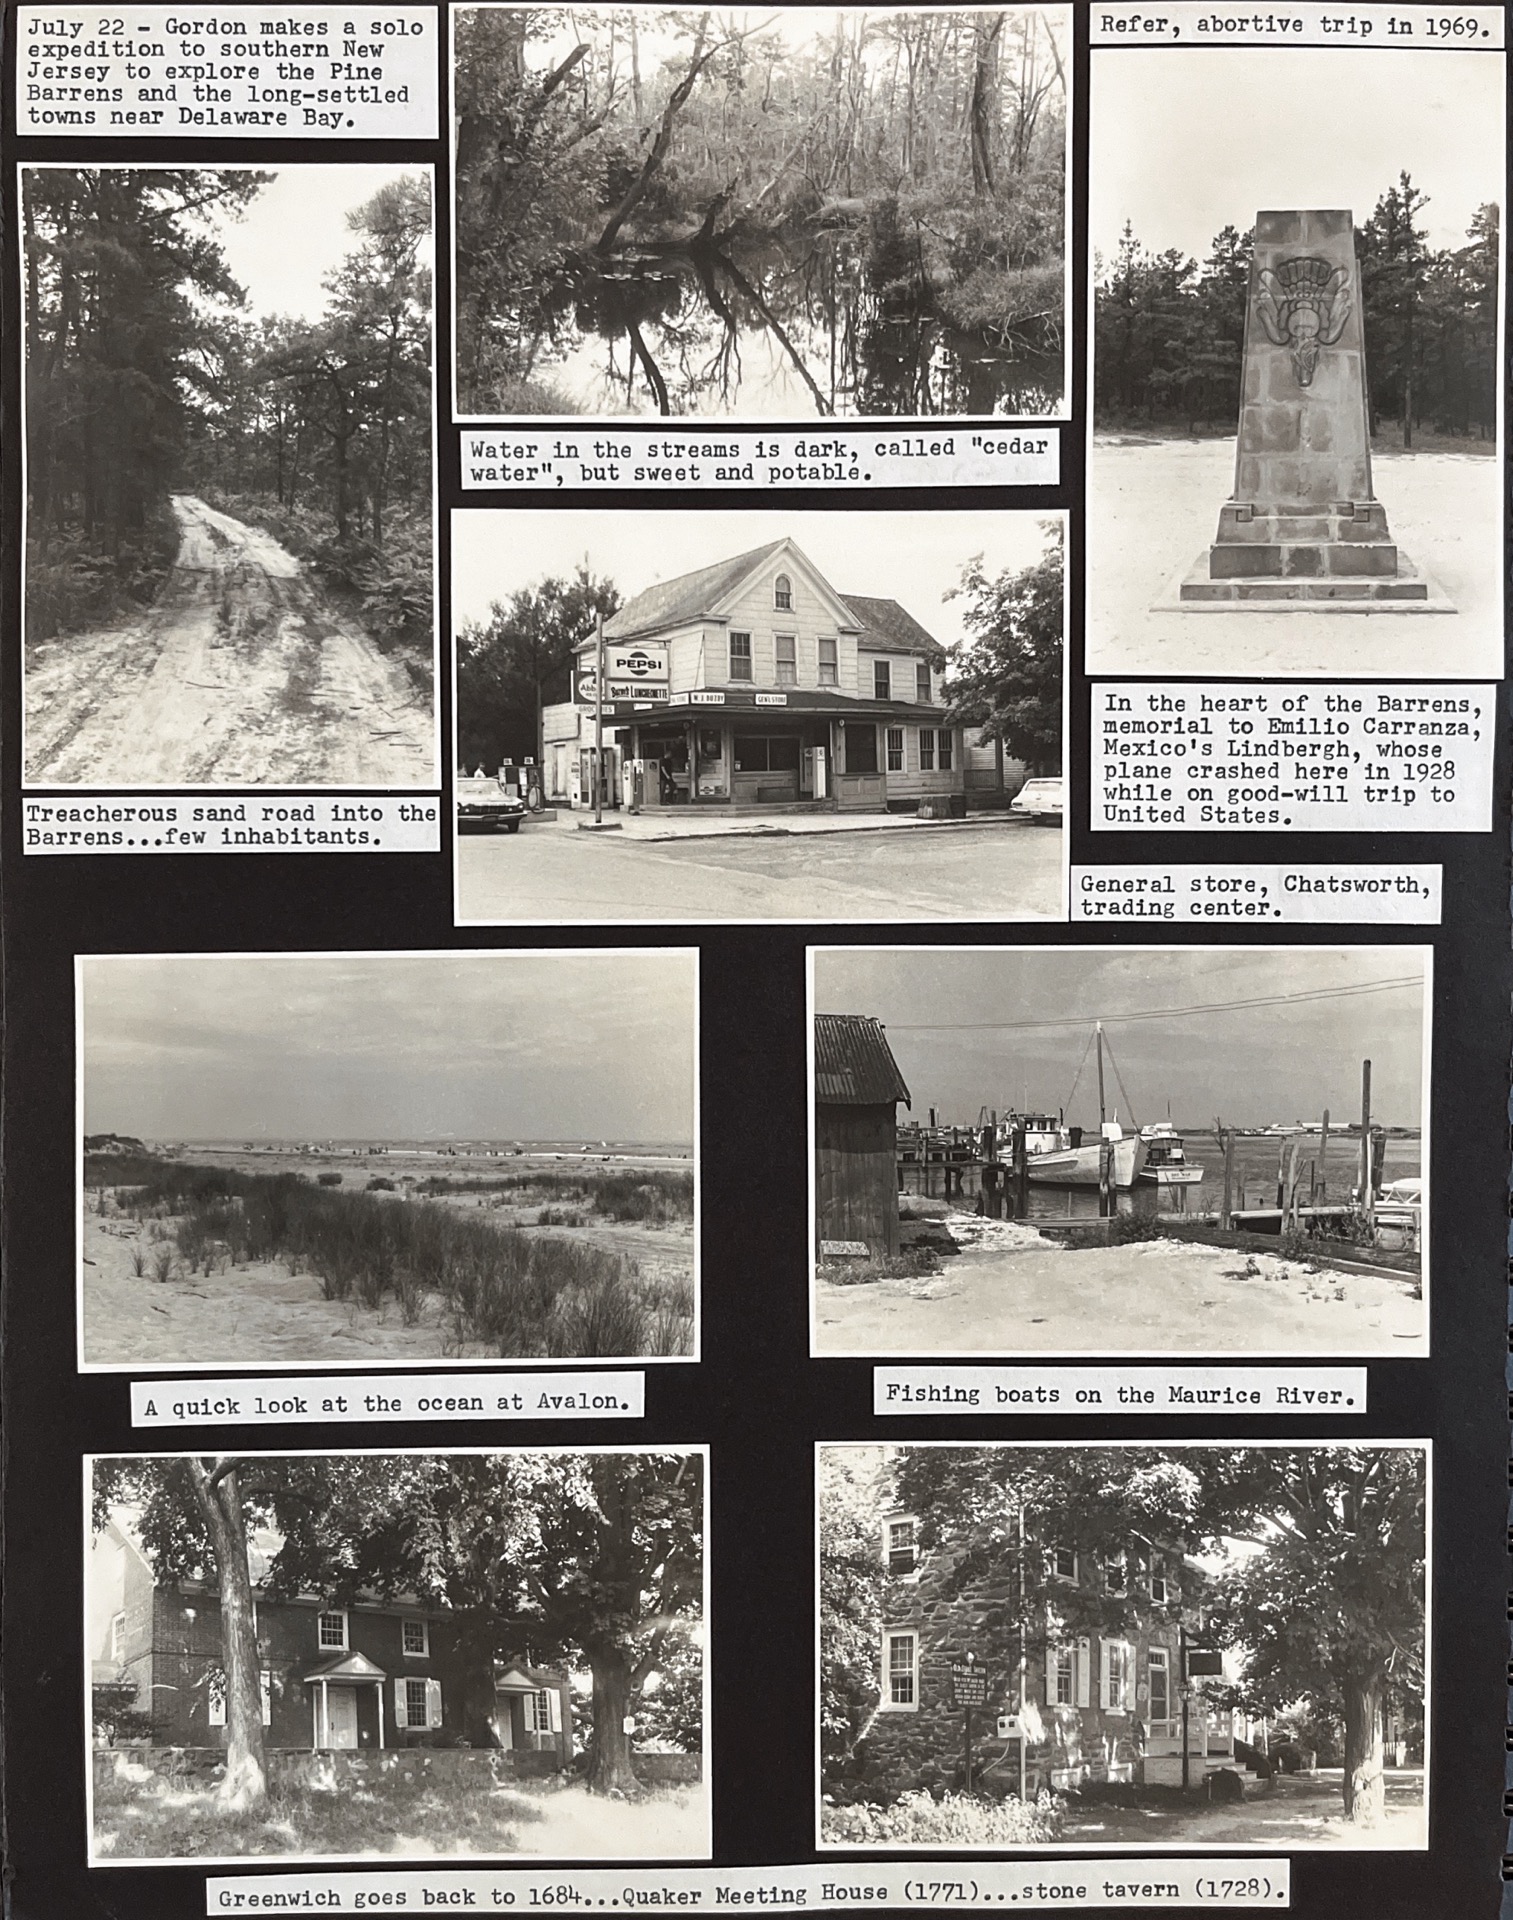 July 22 - Gordon makes a solo
expedition to southern New
Jersey to explore the Pine
Barrens and the long-settled
towns near Delaware Bay.
Refer, abortive trip in 1969.
Treacherous sand road into the
Barrens...few inhabitants.
Water in the streams is dark, called "cedar
water", but sweet and potable.
PEPSI
LUNCHEONETTE
GROCERIES
W. J. BUZBY
GEN'L STORE
In the heart of the Barrens,
memorial to Emilio Carranza,
Mexico's Lindbergh, whose
plane crashed here in 1928
while on good-will trip to
United States.
General store, Chatsworth,
trading center.
A quick look at the ocean at Avalon.
Fishing boats on the Maurice River.
OLD STONE TAVERN
Greenwich goes back to 1684...Quaker Meeting House (1771)...stone tavern (1728).